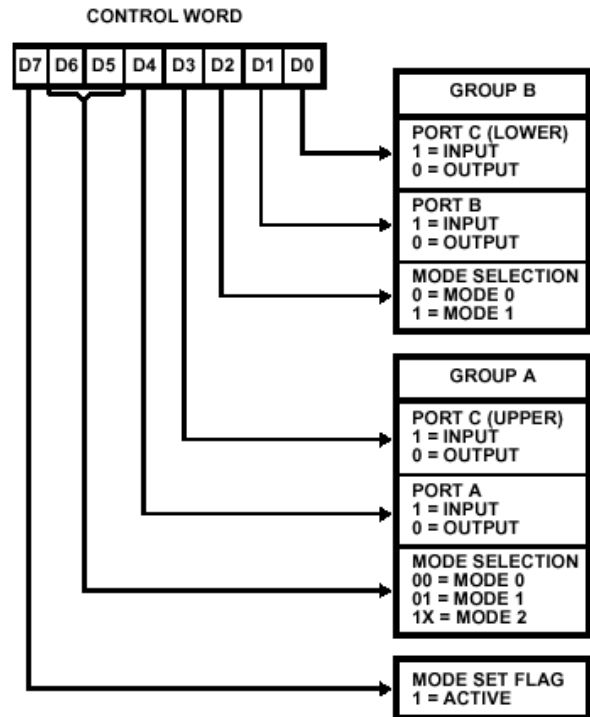 CONTROL WORD
D7 D6 D5 D4 D3 D2 D1 D0
GROUP B
PORT C (LOWER)
1 = INPUT
0 = OUTPUT
PORT B
1 = INPUT
0 = OUTPUT
MODE SELECTION
0 = MODE 0
1 = MODE 1
GROUP A
PORT C (UPPER)
1 = INPUT
0 = OUTPUT
PORT A
1 = INPUT
0 = OUTPUT
MODE SELECTION
00 = MODE 0
01 = MODE 1
1X = MODE 2
MODE SET FLAG
1 = ACTIVE